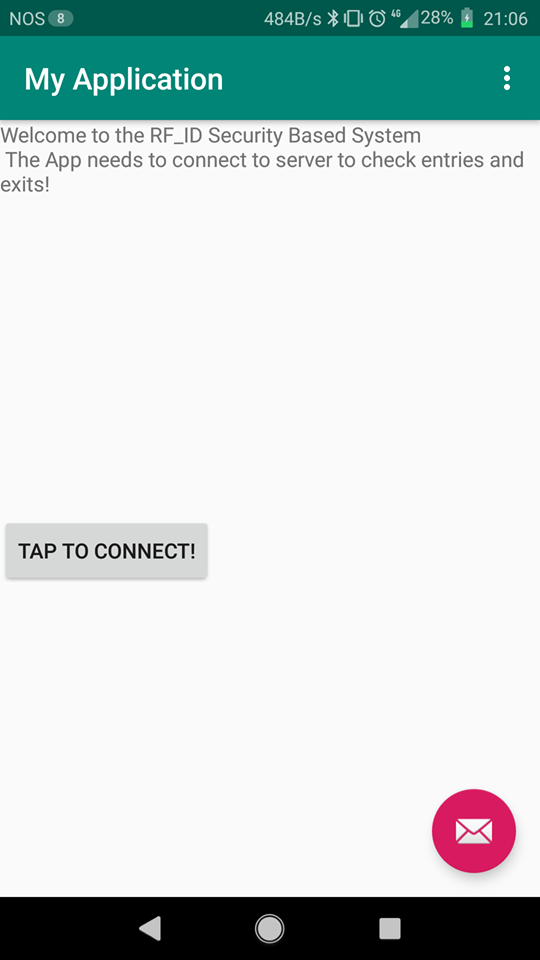 NOS 8 484B/s 4G 28% 21:06
My Application
Welcome to the RF_ID Security Based System
The App needs to connect to server to check entries and
exits!
TAP TO CONNECT!